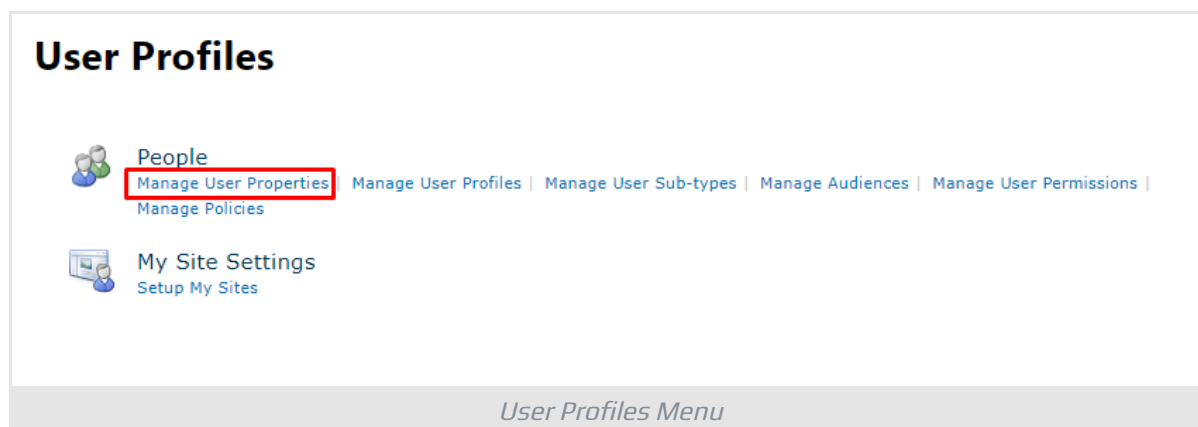 User Profiles
People
Manage User Properties | Manage User Profiles | Manage User Sub-types | Manage Audiences | Manage User Permissions |
Manage Policies
My Site Settings
Setup My Sites
User Profiles Menu